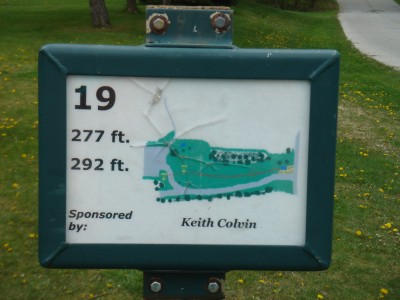 19
277 ft.
292 ft.
Sponsored
by:
Keith Colvin